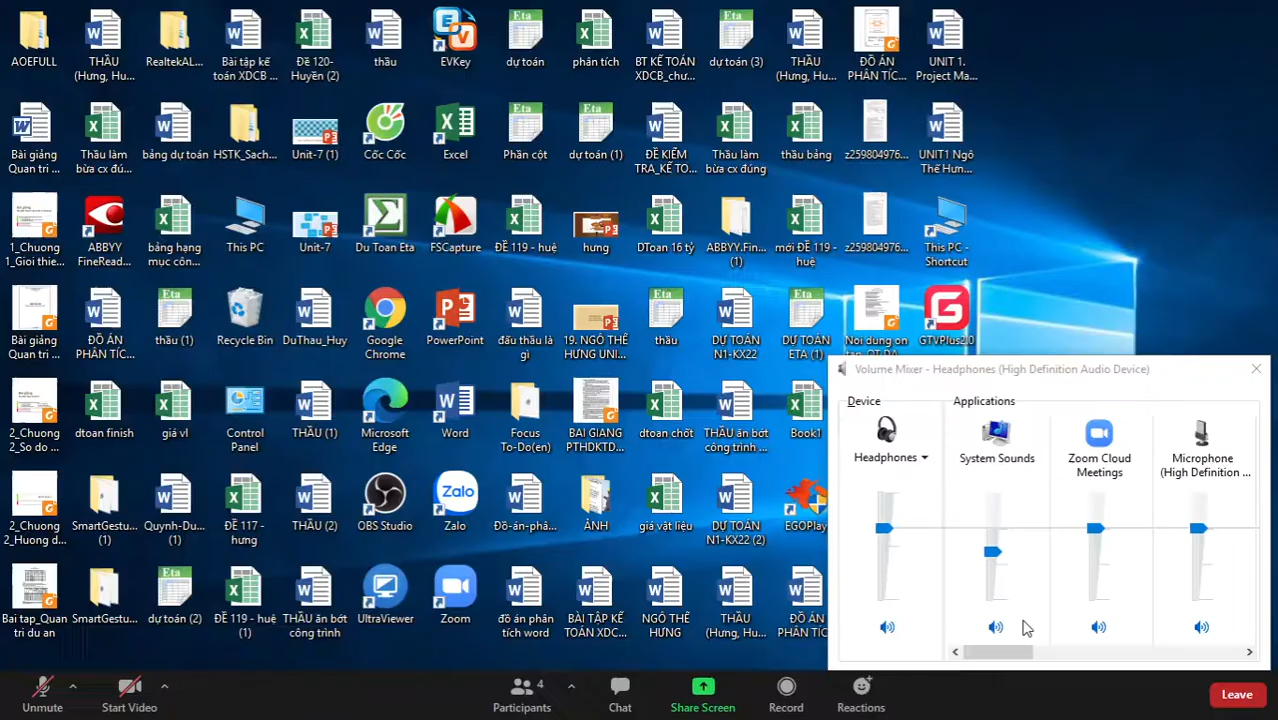 AOEFULL
THẦU
(Hưng, Hu...
RealtekAL...
Bài tập kế
toán XDCB ...
Đề 120-
Huyền (2)
thầu
EVKey
dự toán
phân tích
BT KẾ TOÁN
XDCB_chư...
dự toán (3)
THẦU
(Hưng, Hu...
ĐỒ ÁN
PHÂN TÍC...
UNIT 1.
Project Ma...
Bài giảng
Quan tri ...
Thầu làm
bừa cx đú...
bảng dự toán
HSTK_Sach...
Unit-7 (1)
Cốc Cốc
Excel
Phần cột
dự toán (1)
ĐỀ KIỂM
TRA_KẾ TO...
Thầu làm
bừa cx đúng
thầu bảng
z259804976...
UNIT1 Ngô
Thế Hưn...
1_Chuong
1_Gioi thie...
ABBYY
FineRead...
bảng hạng
mục côn...
This PC
Unit-7
Du Toan Eta
FSCapture
ĐỀ 119 - huệ
hưng
DToan 16 tỷ
ABBYY.Fin...
(1)
mới ĐỀ 119 -
huệ
z259804976...
This PC -
Shortcut
Bài giảng
Quan tri ...
ĐỒ ÁN
PHÂN TÍC...
thầu (1)
Recycle Bin
DuThau_Huy
Google
Chrome
PowerPoint
đấu thầu là
gì
19. NGÔ THẾ
HƯNG UNI...
thầu
DỰ TOÁN
N1-KX22
DỰ TOÁN
ETA (1)
Noi dung on
tap_QT DA...
GTVPlus2.0
2_Chuong
2_So do ...
dtoan finish
giá vl
Control
Panel
THẦU (1)
Microsoft
Edge
Word
Focus
To-Do(en)
BAI GIANG
PTHDKTD...
dtoan chốt
THẦU ăn bớt
công trình ...
Book1
2_Chuong
2_Huong d...
SmartGestu...
(1)
Quynh-Du...
(1)
ĐỀ 117 -
hưng
THẦU (2)
OBS Studio
Zalo
Đồ-án-phâ...
ẢNH
giá vật liệu
DỰ TOÁN
N1-KX22 (2)
EGOPlay
Bai tap_Quan
tri du an
SmartGestu...
dự toán (2)
ĐỀ 119 - huệ
(1)
THẦU ăn bớt
công trình
UltraViewer
Zoom
đồ án phân
tích word
BÀI TẬP KẾ
TOÁN XDC...
NGÔ THẾ
HƯNG
THẦU
(Hưng, Hu...
ĐỒ ÁN
PHÂN TÍC...
Volume Mixer - Headphones (High Definition Audio Device)
Device
Applications
Headphones
System Sounds
Zoom Cloud
Meetings
Microphone
(High Definition ...
Unmute
Start Video
4
Participants
Chat
Share Screen
Record
Reactions
Leave